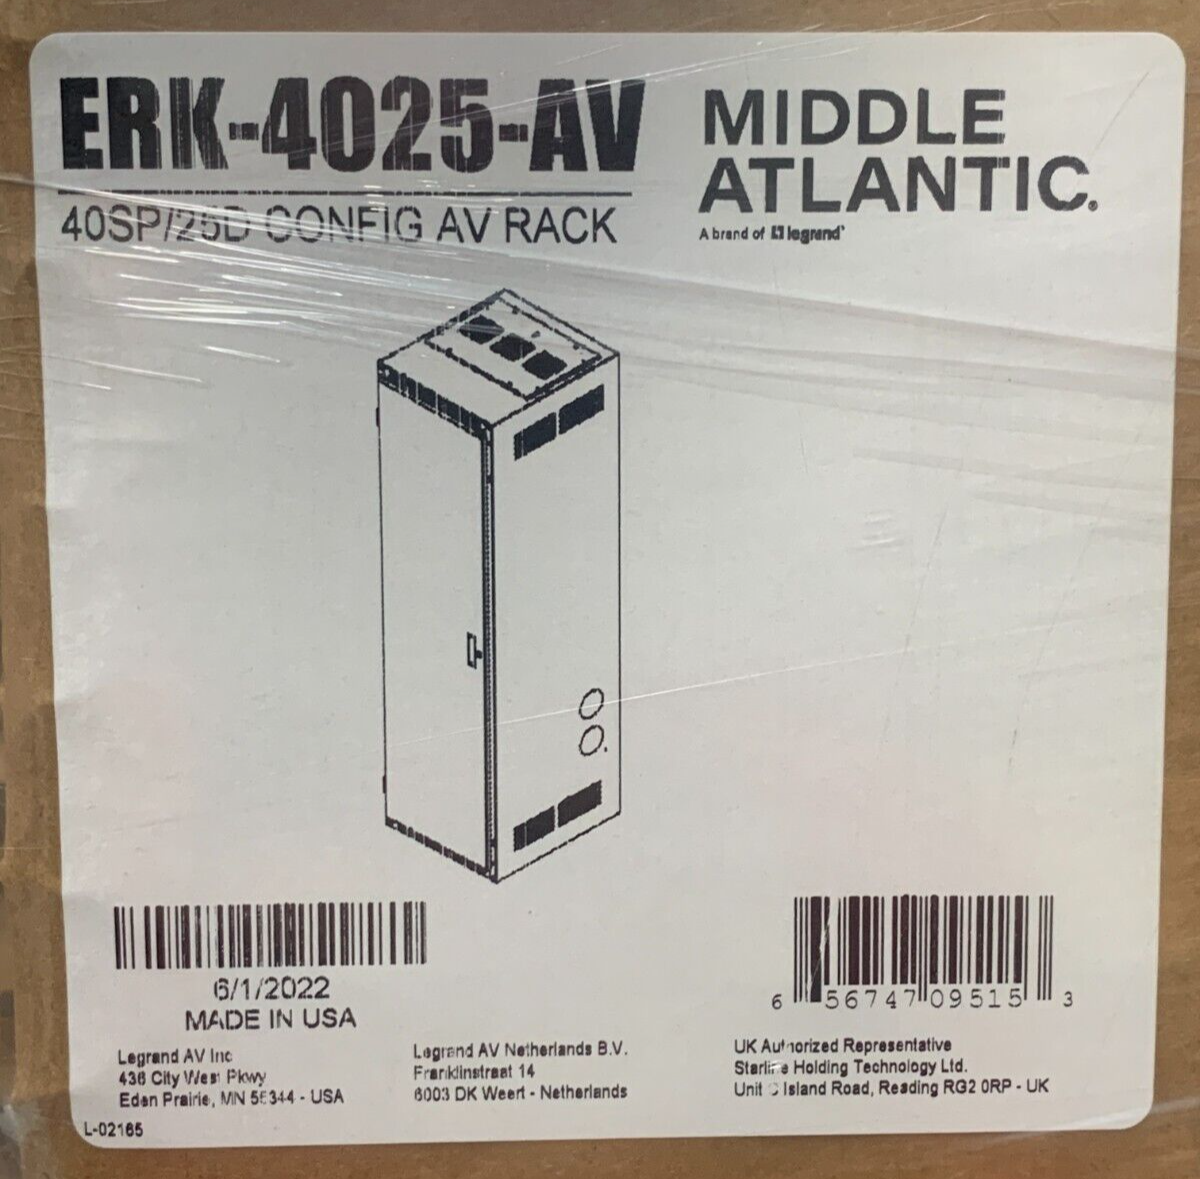 ERK-4025-AV
40SP/25D CONFIG AV RACK
MIDDLE
ATLANTIC.
A brand of legrand
6/1/2022
MADE IN USA
6 56747 09515 3
Legrand AV Inc
436 City West Pkwy
Eden Prairie, MN 55344 - USA
Legrand AV Netherlands B.V.
Franklinstraat 14
6003 DK Weert - Netherlands
UK Authorized Representative
Starline Holding Technology Ltd.
Unit Island Road, Reading RG2 0RP - UK
L-02165